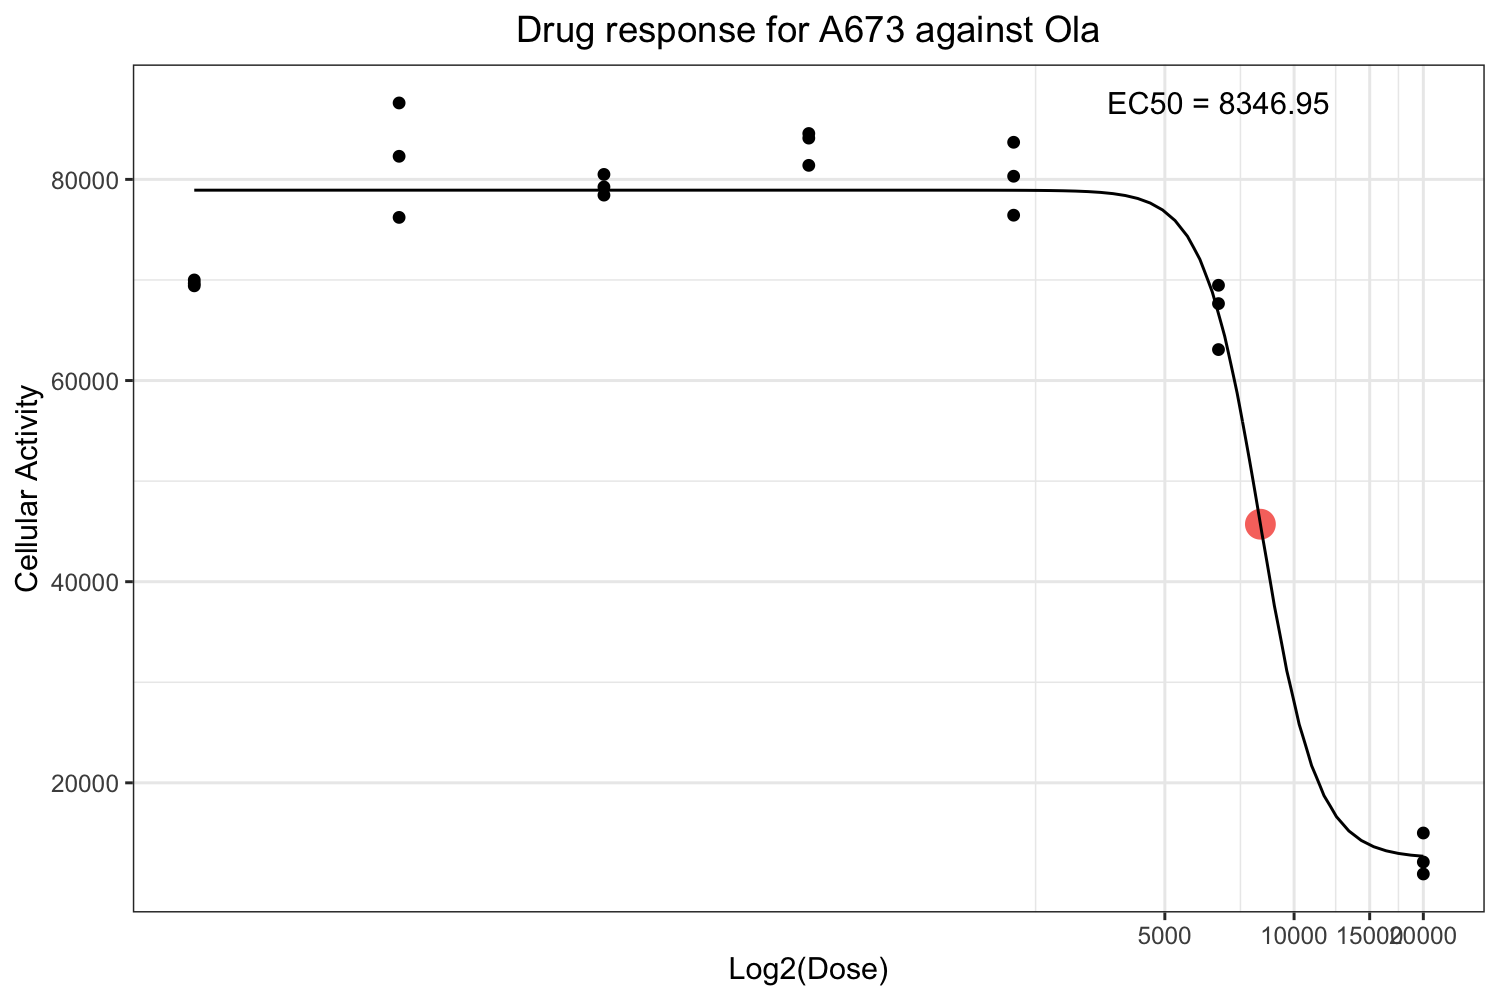 Drug response for A673 against Ola
EC50 = 8346.95
80000
60000
40000
20000
Cellular Activity
5000 10000 15000 20000
Log2(Dose)